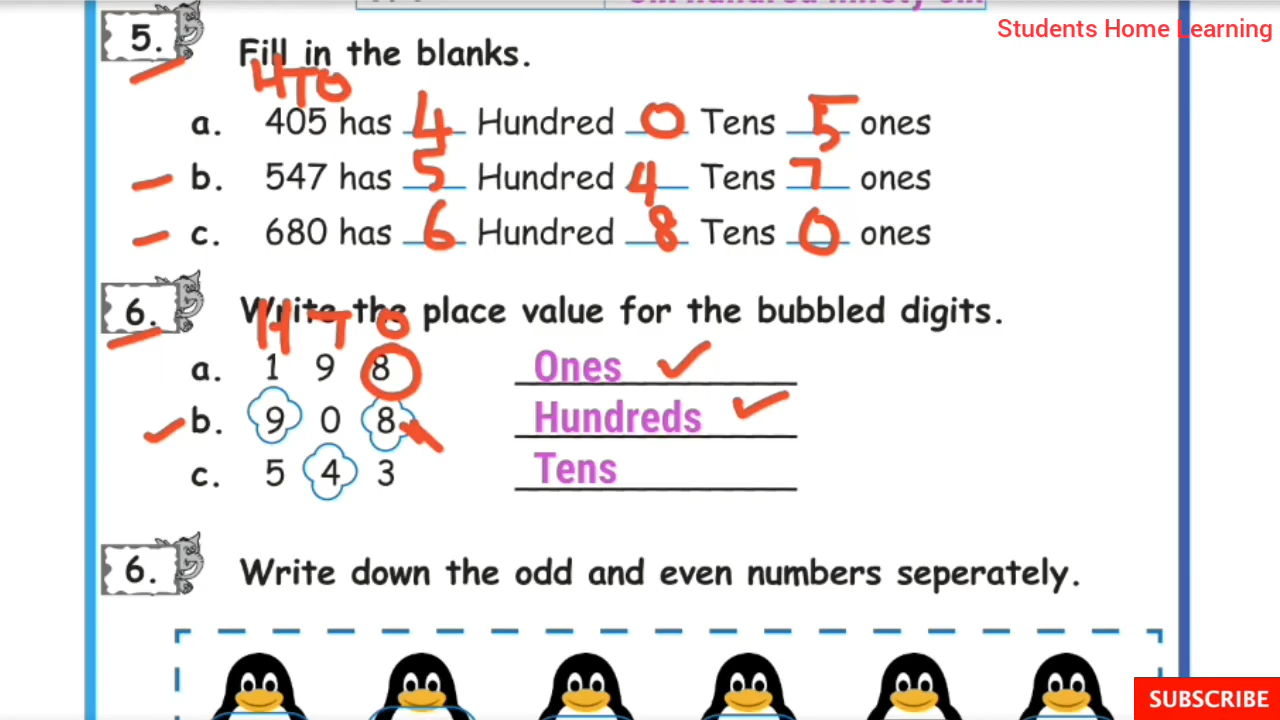 Students Home Learning
5. Fill in the blanks.
H T O
a. 405 has 4 Hundred 0 Tens 5 ones
b. 547 has 5 Hundred 4 Tens 7 ones
c. 680 has 6 Hundred 8 Tens 0 ones
6. Write the place value for the bubbled digits.
H T O
a. 1 9 8 Ones
b. 9 0 8 Hundreds
c. 5 4 3 Tens
6. Write down the odd and even numbers seperately.
SUBSCRIBE